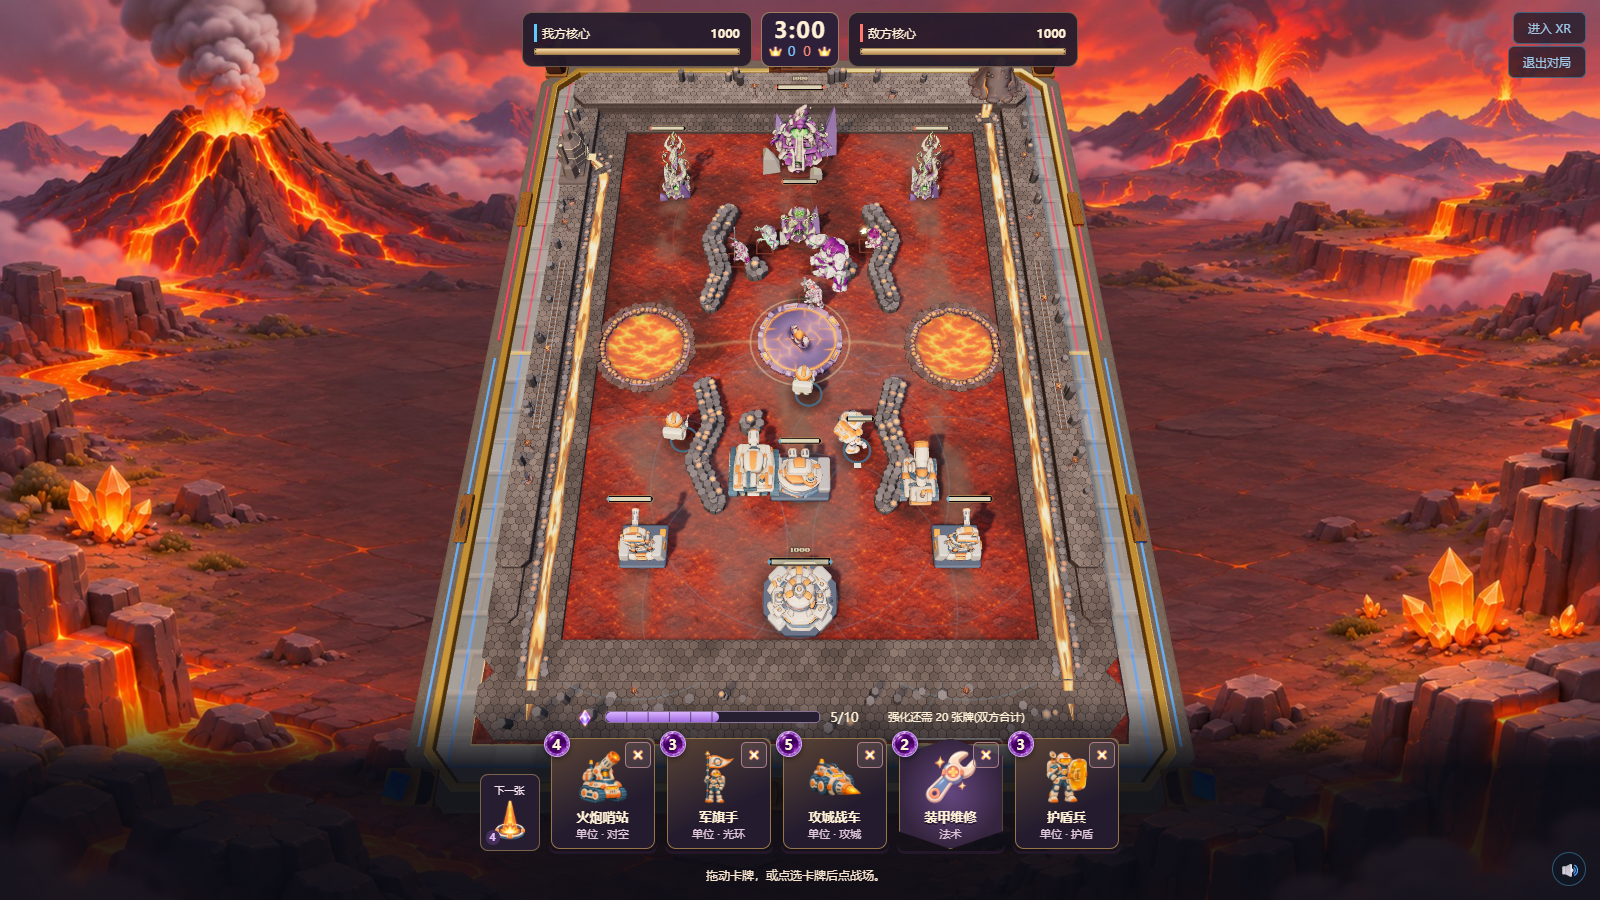 我方核心 1000
3:00
0 0
敌方核心 1000
进入 XR
退出对局
1000
1000
5/10
强化还需 20 张牌(双方合计)
下一张
4
4
火炮哨站
单位 · 对空
3
军旗手
单位 · 光环
5
攻城战车
单位 · 攻城
2
装甲维修
法术
3
护盾兵
单位 · 护盾
拖动卡牌，或点选卡牌后点战场。